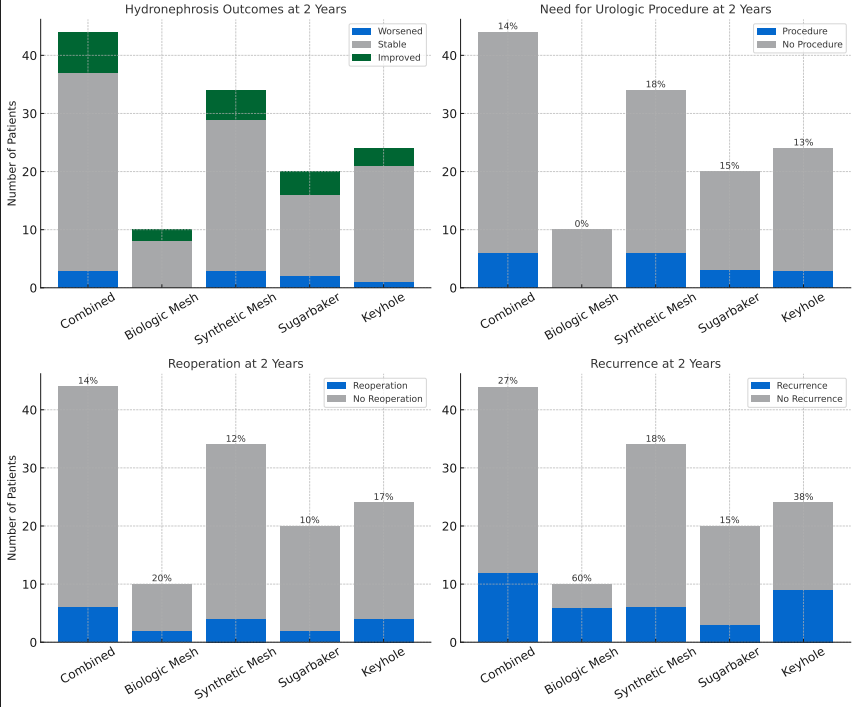 Hydronephrosis Outcomes at 2 Years
Number of Patients
40
30
20
10
0
Worsened
Stable
Improved
Combined
Biologic Mesh
Synthetic Mesh
Sugarbaker
Keyhole
Need for Urologic Procedure at 2 Years
40
30
20
10
0
14%
0%
18%
15%
13%
Procedure
No Procedure
Combined
Biologic Mesh
Synthetic Mesh
Sugarbaker
Keyhole
Reoperation at 2 Years
Number of Patients
40
30
20
10
0
14%
20%
12%
10%
17%
Reoperation
No Reoperation
Combined
Biologic Mesh
Synthetic Mesh
Sugarbaker
Keyhole
Recurrence at 2 Years
40
30
20
10
0
27%
60%
18%
15%
38%
Recurrence
No Recurrence
Combined
Biologic Mesh
Synthetic Mesh
Sugarbaker
Keyhole